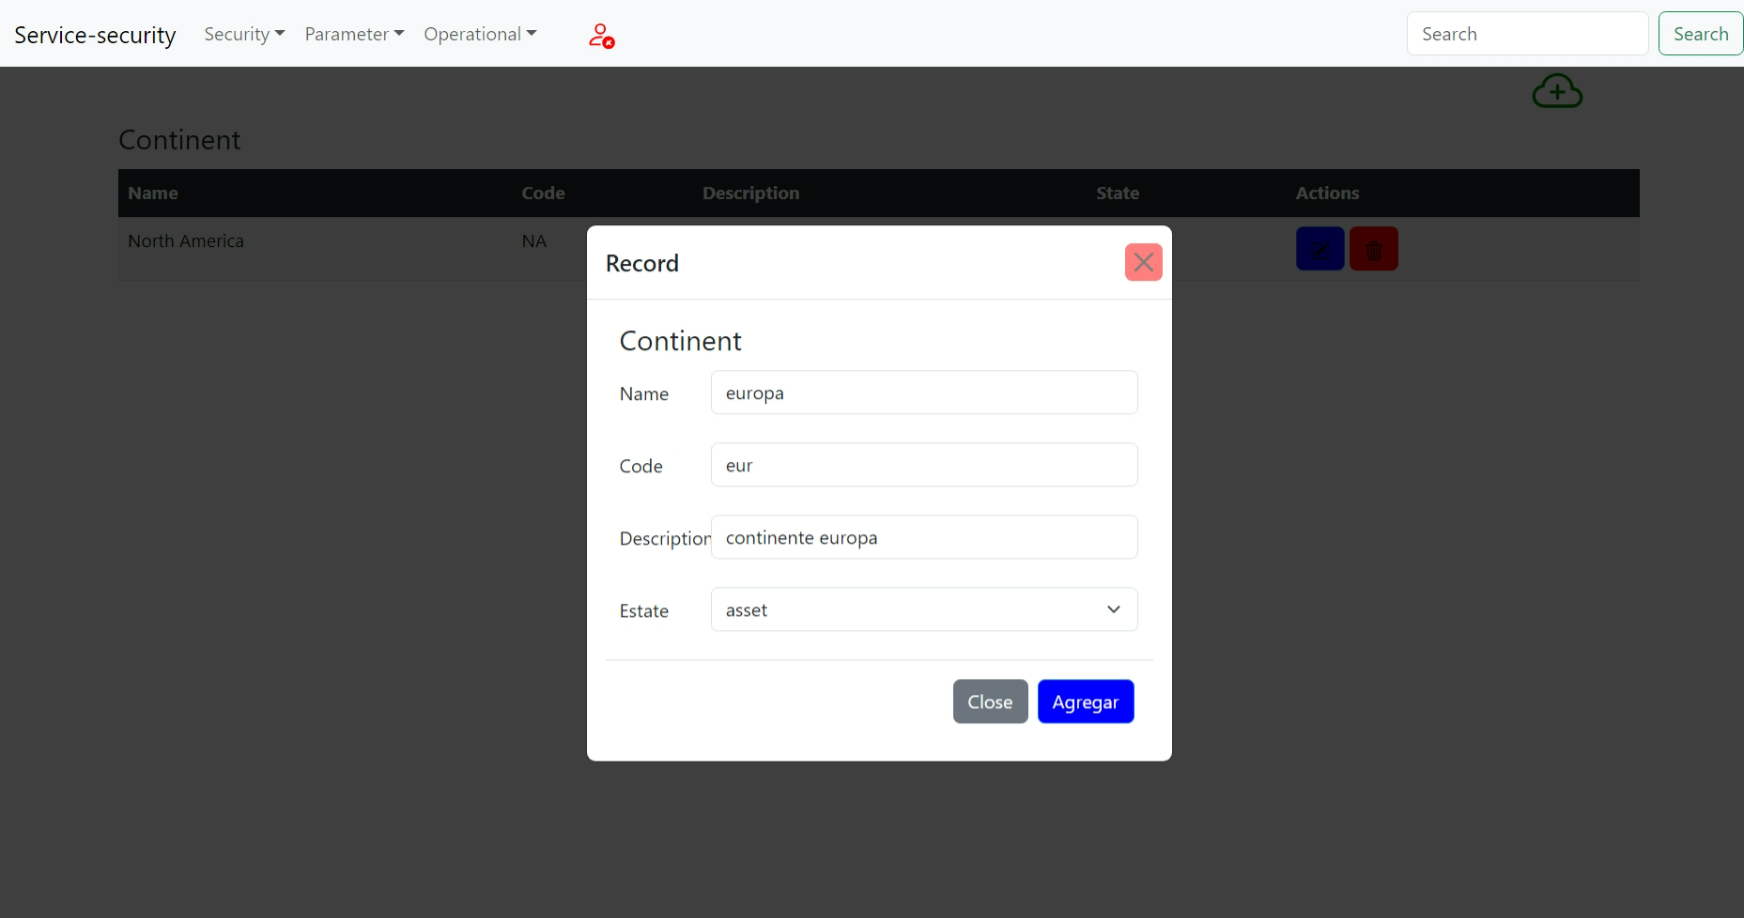 Service-security Security Parameter Operational Search Search
Continent
Name Code Description State Actions
North America NA
Record
Continent
Name europa
Code eur
Description continente europa
Estate asset
Close Agregar